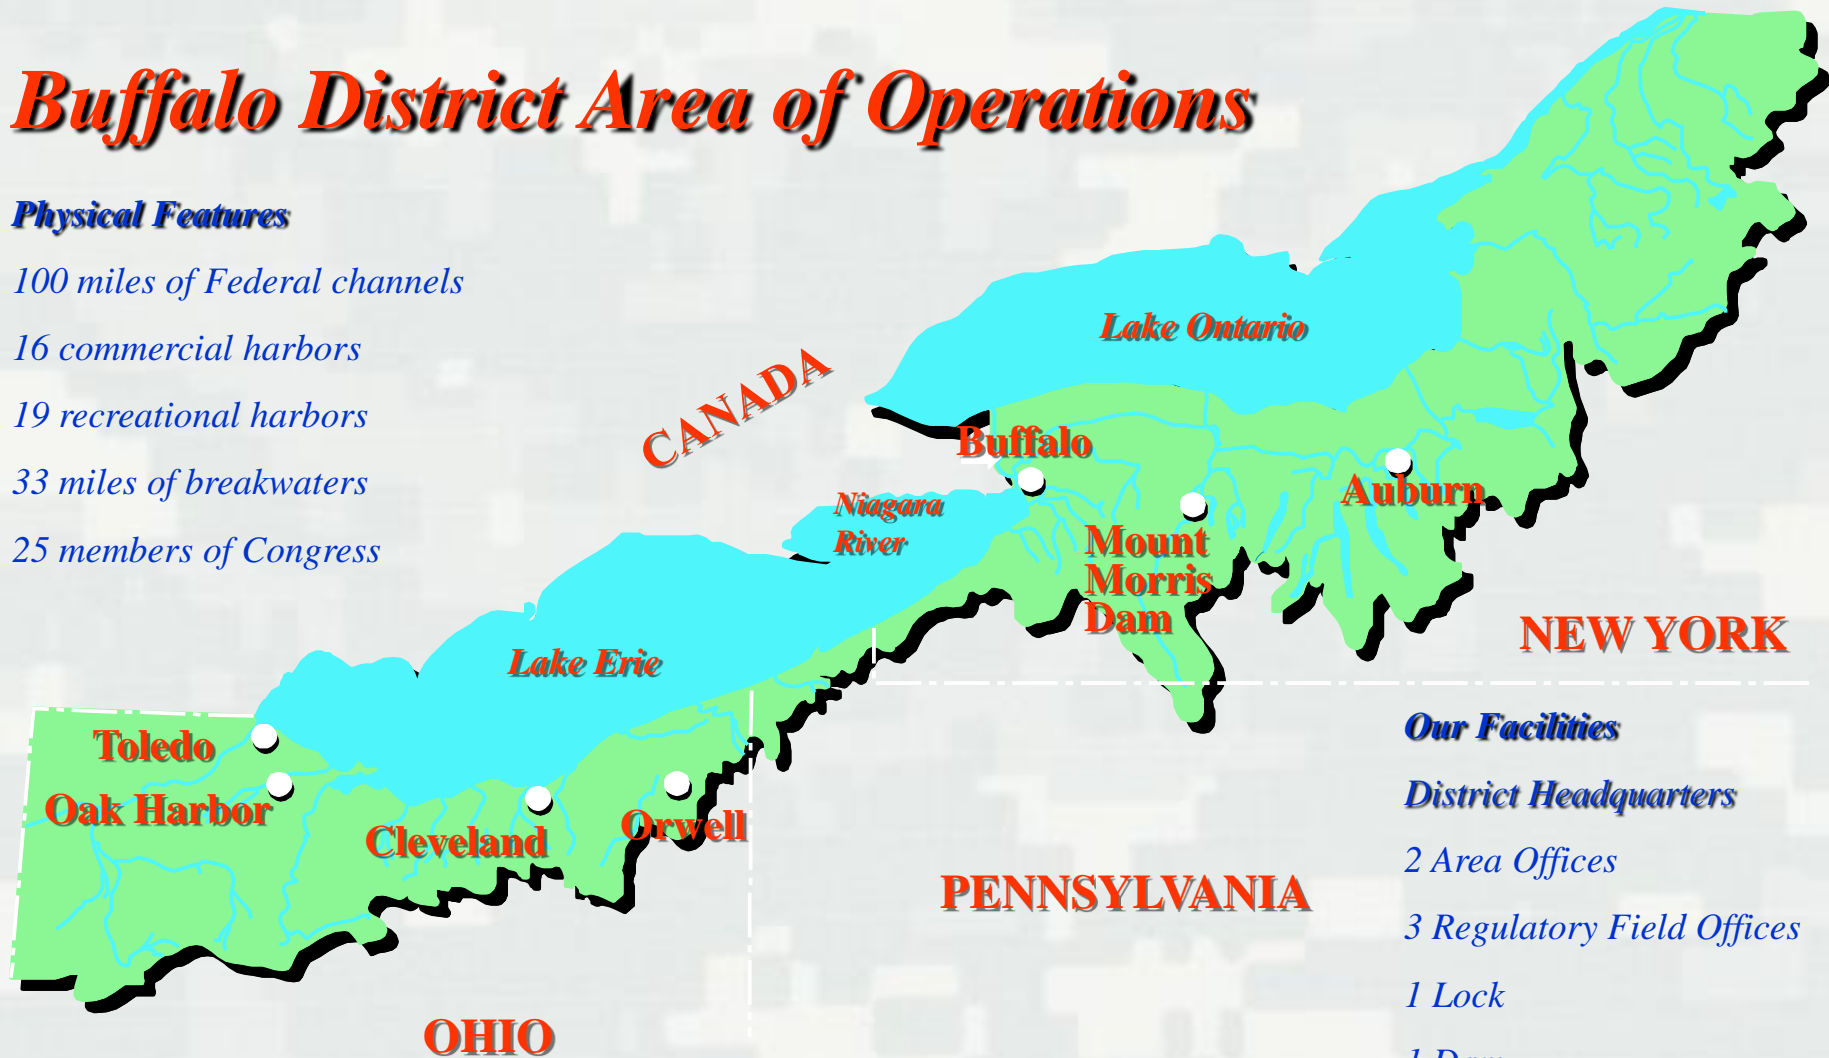 Buffalo District Area of Operations
Physical Features
100 miles of Federal channels
16 commercial harbors
19 recreational harbors
33 miles of breakwaters
25 members of Congress
CANADA
Lake Ontario
Buffalo
Niagara
River
Auburn
Mount
Morris
Dam
Lake Erie
NEW YORK
Toledo
Oak Harbor
Cleveland
Orwell
PENNSYLVANIA
OHIO
Our Facilities
District Headquarters
2 Area Offices
3 Regulatory Field Offices
1 Lock
1 Dam